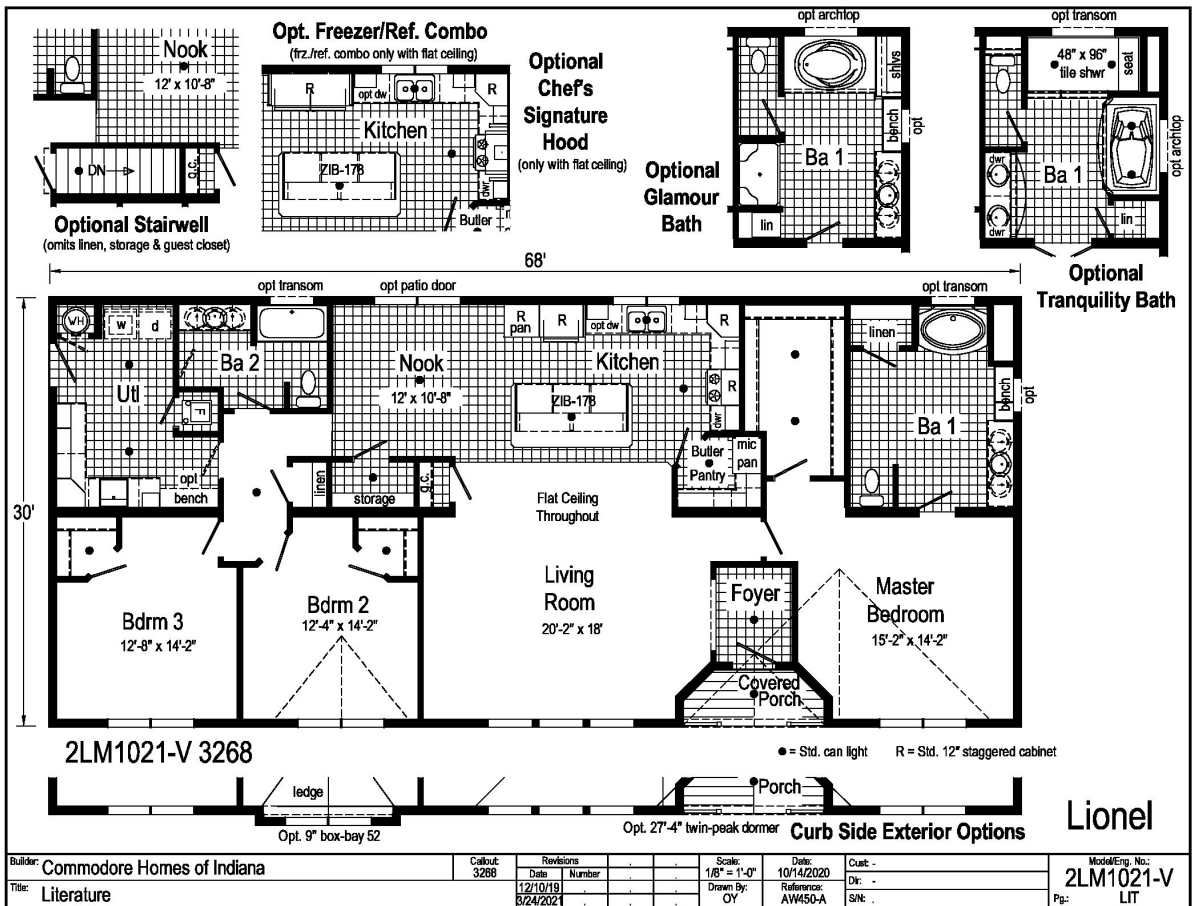 Nook
12' x 10'-8"
DN
g.c.
Optional Stairwell
(omits linen, storage & guest closet)
Opt. Freezer/Ref. Combo
(frz./ref. combo only with flat ceiling)
R
opt dw
R
Kitchen
ZIB-178
dwr
Butler
Optional
Chef's
Signature
Hood
(only with flat ceiling)
opt archtop
shlvs
bench
opt
Ba 1
lin
Optional
Glamour
Bath
opt transom
48" x 96"
tile shwr
seat
opt archtop
dwr
Ba 1
dwr
lin
Optional
Tranquility Bath
68'
30'
opt transom
opt patio door
opt transom
WH
w
d
Ba 2
Utl
F
opt
bench
linen
storage
g.c.
Nook
12' x 10'-8"
R
pan
R
opt dw
R
Kitchen
ZIB-178
R
dwr
Butler
Pantry
mic
pan
linen
bench
opt
Ba 1
Flat Ceiling
Throughout
Bdrm 3
12'-8" x 14'-2"
Bdrm 2
12'-4" x 14'-2"
Living
Room
20'-2" x 18'
Foyer
Covered
Porch
Master
Bedroom
15'-2" x 14'-2"
2LM1021-V 3268
= Std. can light
R = Std. 12" staggered cabinet
ledge
Porch
Opt. 9" box-bay 52
Opt. 27'-4" twin-peak dormer
Curb Side Exterior Options
Lionel
Builder: Commodore Homes of Indiana
Title: Literature
Callout:
3268
Revisions
Date Number
12/10/19
3/24/2021
Scale:
1/8" = 1'-0"
Drawn By:
OY
Date:
10/14/2020
Reference:
AW450-A
Cust: -
Dir: -
S/N: .
Model/Eng. No.:
2LM1021-V
Pg.: LIT